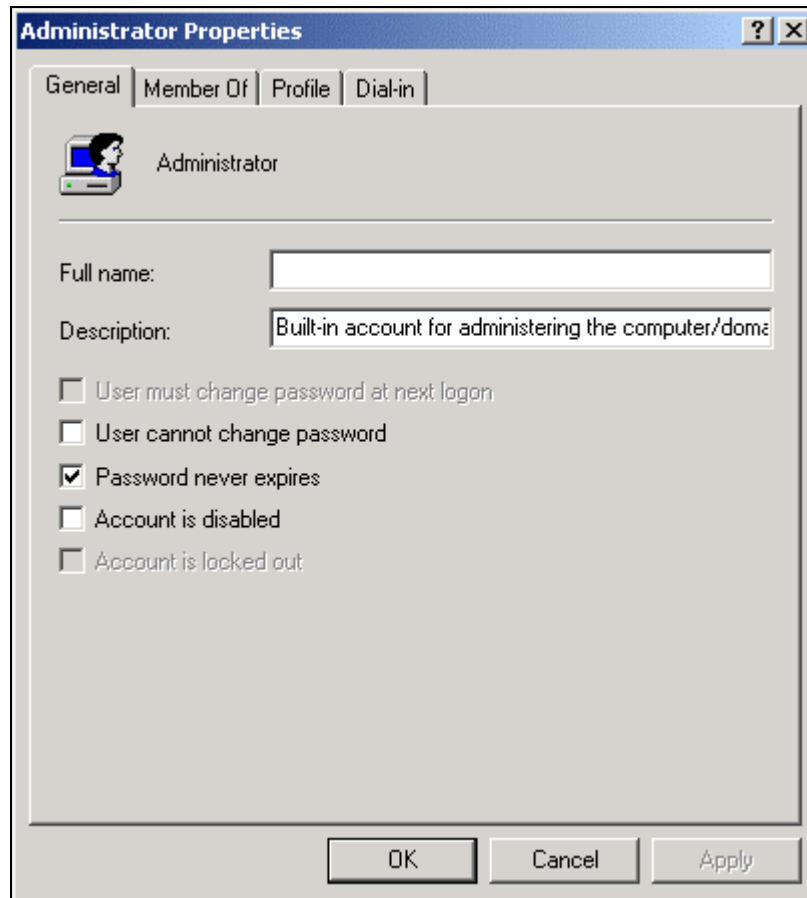 Administrator Properties
General Member Of Profile Dial-in
Administrator
Full name:
Description: Built-in account for administering the computer/doma
User must change password at next logon
User cannot change password
Password never expires
Account is disabled
Account is locked out
OK Cancel Apply